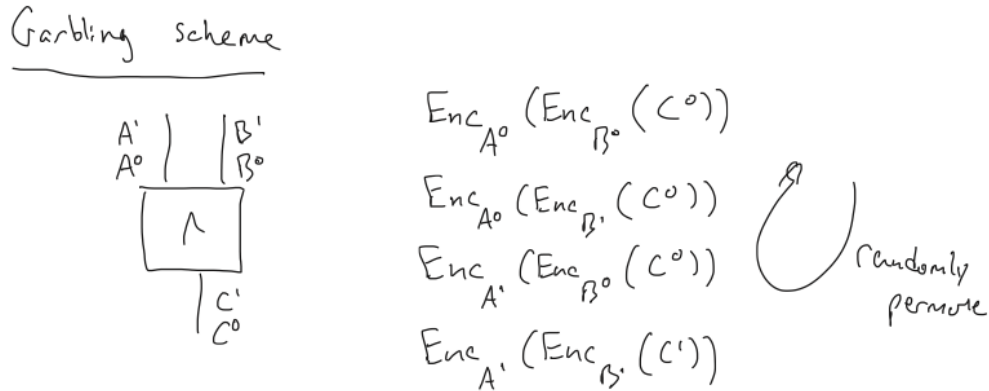 Garbling scheme
A¹ B¹
A⁰ B⁰
∧
C¹
C⁰
Enc_A⁰ (Enc_B⁰ (C⁰))
Enc_A⁰ (Enc_B¹ (C⁰))
Enc_A¹ (Enc_B⁰ (C⁰))
Enc_A¹ (Enc_B¹ (C¹))
randomly
permute